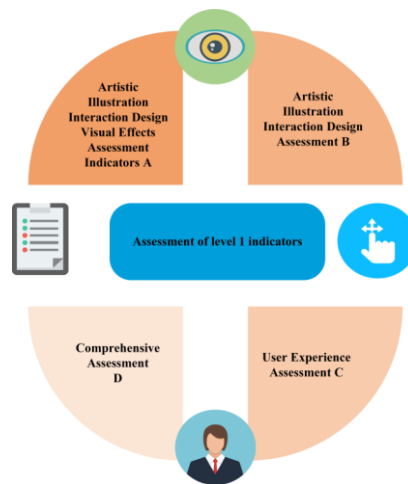 Artistic
Illustration
Interaction Design
Visual Effects
Assessment
Indicators A
Artistic
Illustration
Interaction Design
Assessment B
Assessment of level 1 indicators
Comprehensive
Assessment
D
User Experience
Assessment C